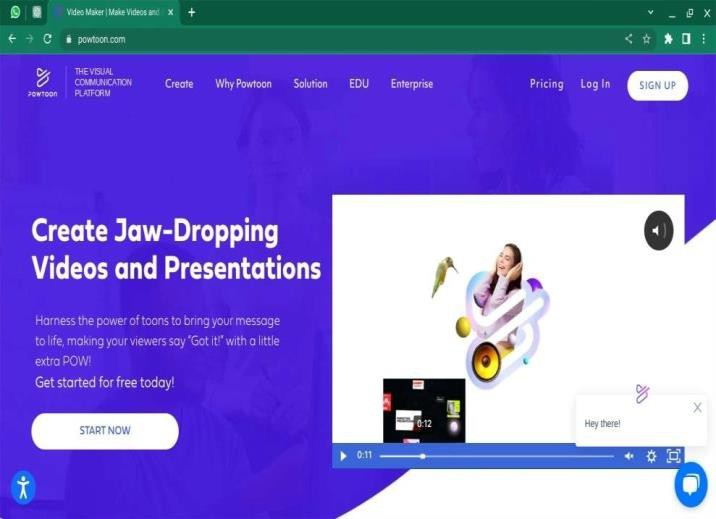 Video Maker | Make Videos and
powtoon.com
POWTOON
THE VISUAL
COMMUNICATION
PLATFORM
Create
Why Powtoon
Solution
EDU
Enterprise
Pricing
Log In
SIGN UP
Create Jaw-Dropping
Videos and Presentations
Harness the power of toons to bring your message
to life, making your viewers say “Got it!” with a little
extra POW!
Get started for free today!
START NOW
0:12
0:11
Hey there!